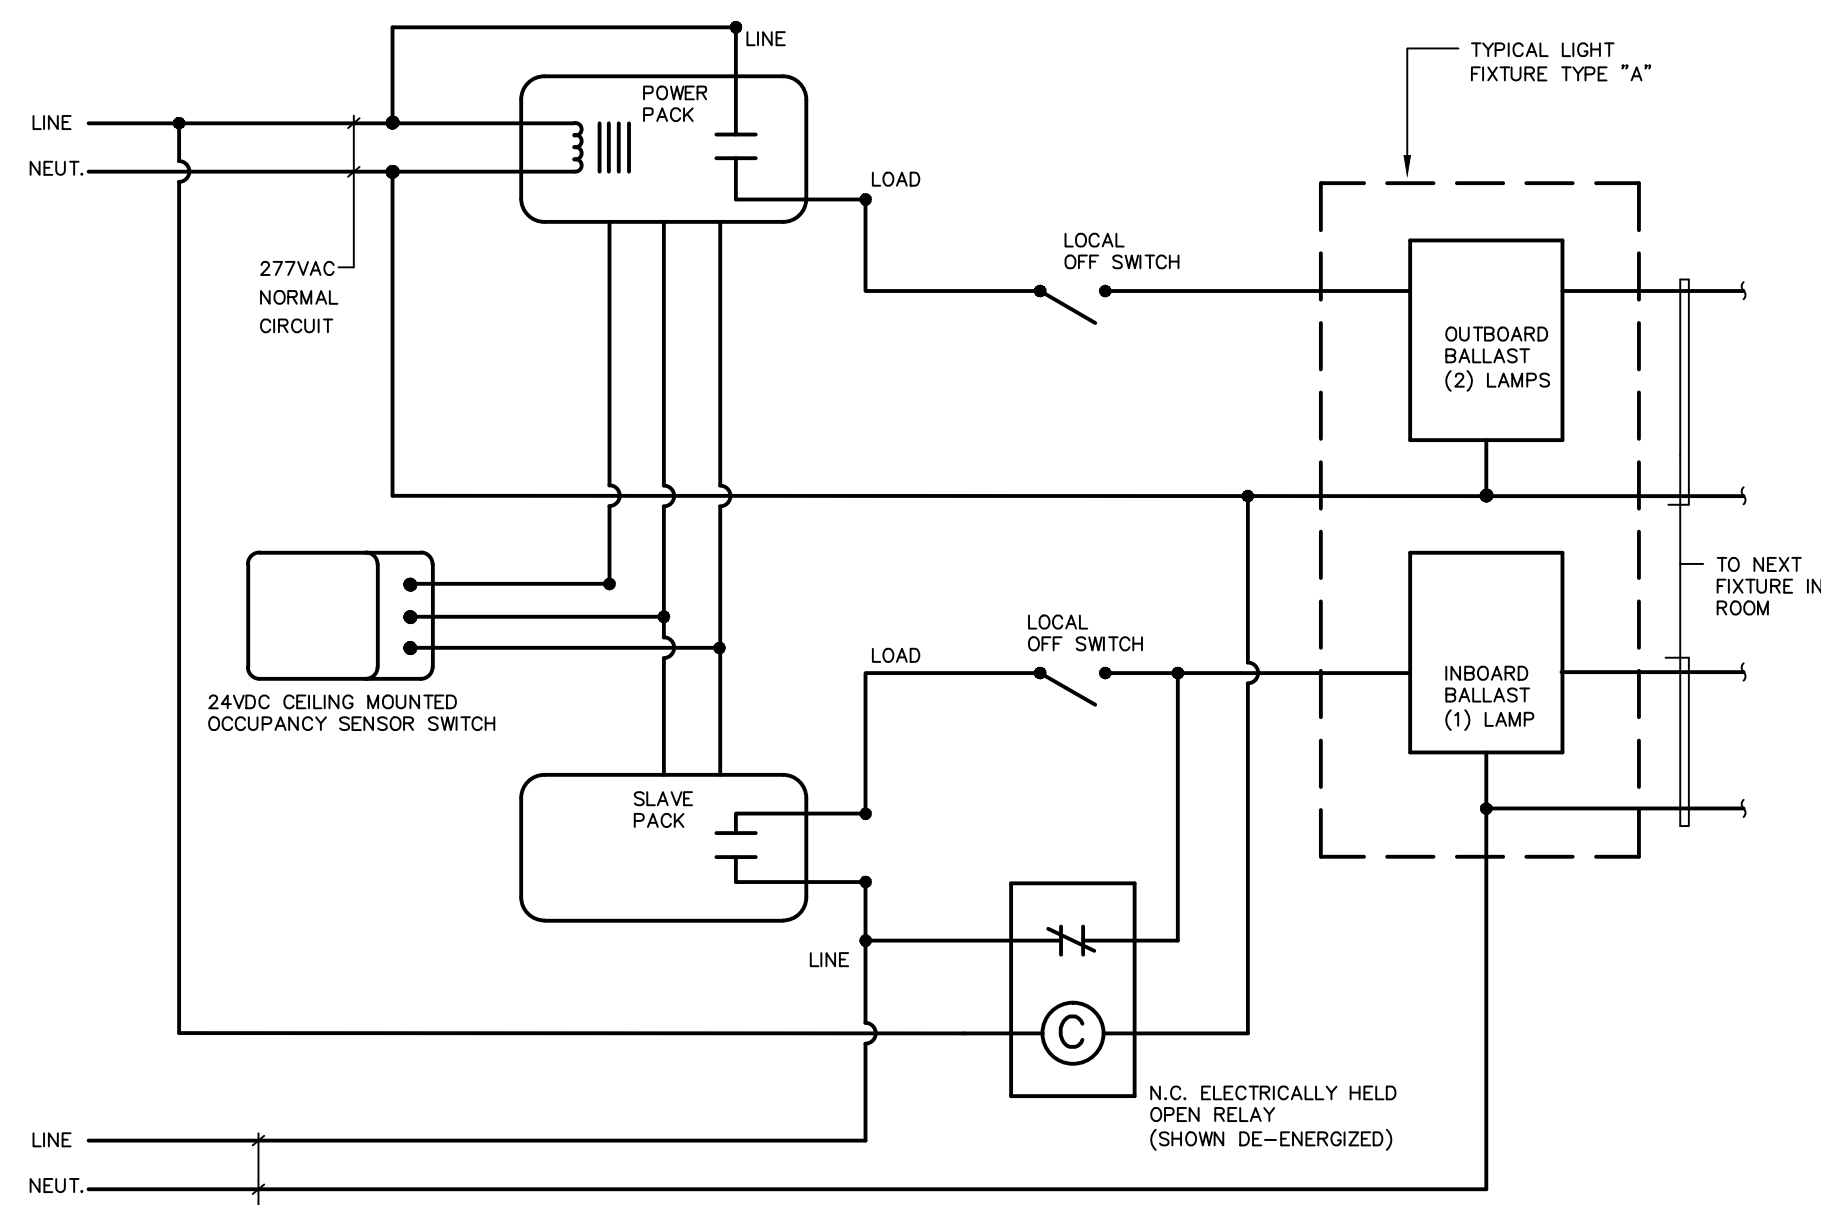 LINE
TYPICAL LIGHT
FIXTURE TYPE "A"
POWER
PACK
LINE
NEUT.
LOAD
LOCAL
OFF SWITCH
277VAC
NORMAL
CIRCUIT
OUTBOARD
BALLAST
(2) LAMPS
TO NEXT
FIXTURE IN
ROOM
LOCAL
OFF SWITCH
LOAD
INBOARD
BALLAST
(1) LAMP
24VDC CEILING MOUNTED
OCCUPANCY SENSOR SWITCH
SLAVE
PACK
LINE
C
N.C. ELECTRICALLY HELD
OPEN RELAY
(SHOWN DE-ENERGIZED)
LINE
NEUT.